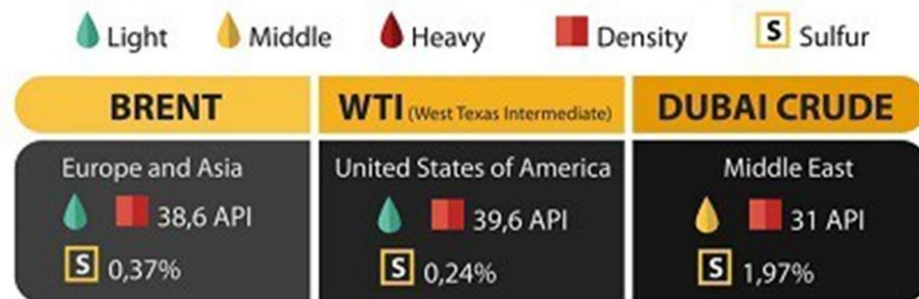 Light Middle Heavy Density S Sulfur
BRENT WTI (West Texas Intermediate) DUBAI CRUDE
Europe and Asia United States of America Middle East
38,6 API 39,6 API 31 API
S 0,37% S 0,24% S 1,97%